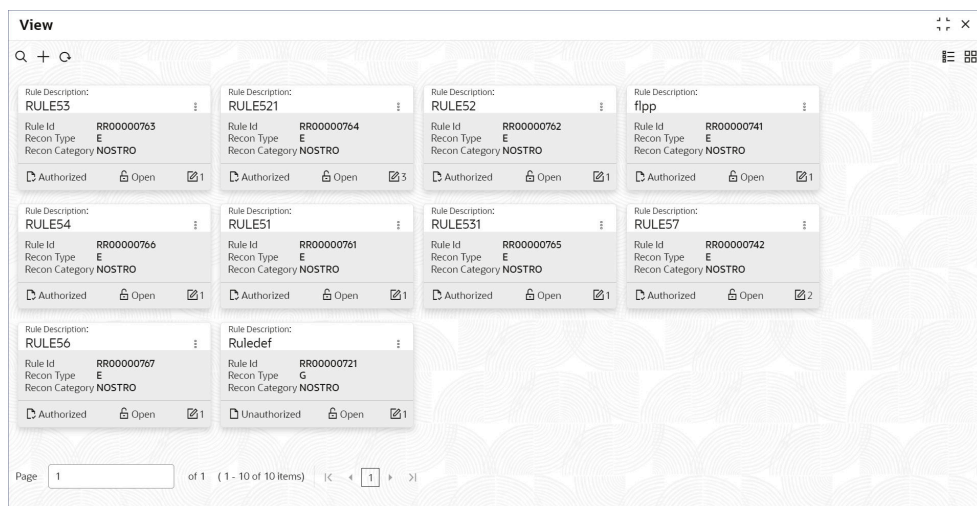 View
Rule Description:
RULE53
Rule Id RR00000763
Recon Type E
Recon Category NOSTRO
Authorized Open 1
Rule Description:
RULE521
Rule Id RR00000764
Recon Type E
Recon Category NOSTRO
Authorized Open 3
Rule Description:
RULE52
Rule Id RR00000762
Recon Type E
Recon Category NOSTRO
Authorized Open 1
Rule Description:
flpp
Rule Id RR00000741
Recon Type E
Recon Category NOSTRO
Authorized Open 1
Rule Description:
RULE54
Rule Id RR00000766
Recon Type E
Recon Category NOSTRO
Authorized Open 1
Rule Description:
RULE51
Rule Id RR00000761
Recon Type E
Recon Category NOSTRO
Authorized Open 1
Rule Description:
RULE531
Rule Id RR00000765
Recon Type E
Recon Category NOSTRO
Authorized Open 1
Rule Description:
RULE57
Rule Id RR00000742
Recon Type E
Recon Category NOSTRO
Authorized Open 2
Rule Description:
RULE56
Rule Id RR00000767
Recon Type E
Recon Category NOSTRO
Authorized Open 1
Rule Description:
Ruledef
Rule Id RR00000721
Recon Type G
Recon Category NOSTRO
Unauthorized Open 1
Page 1 of 1 ( 1 - 10 of 10 items) 1